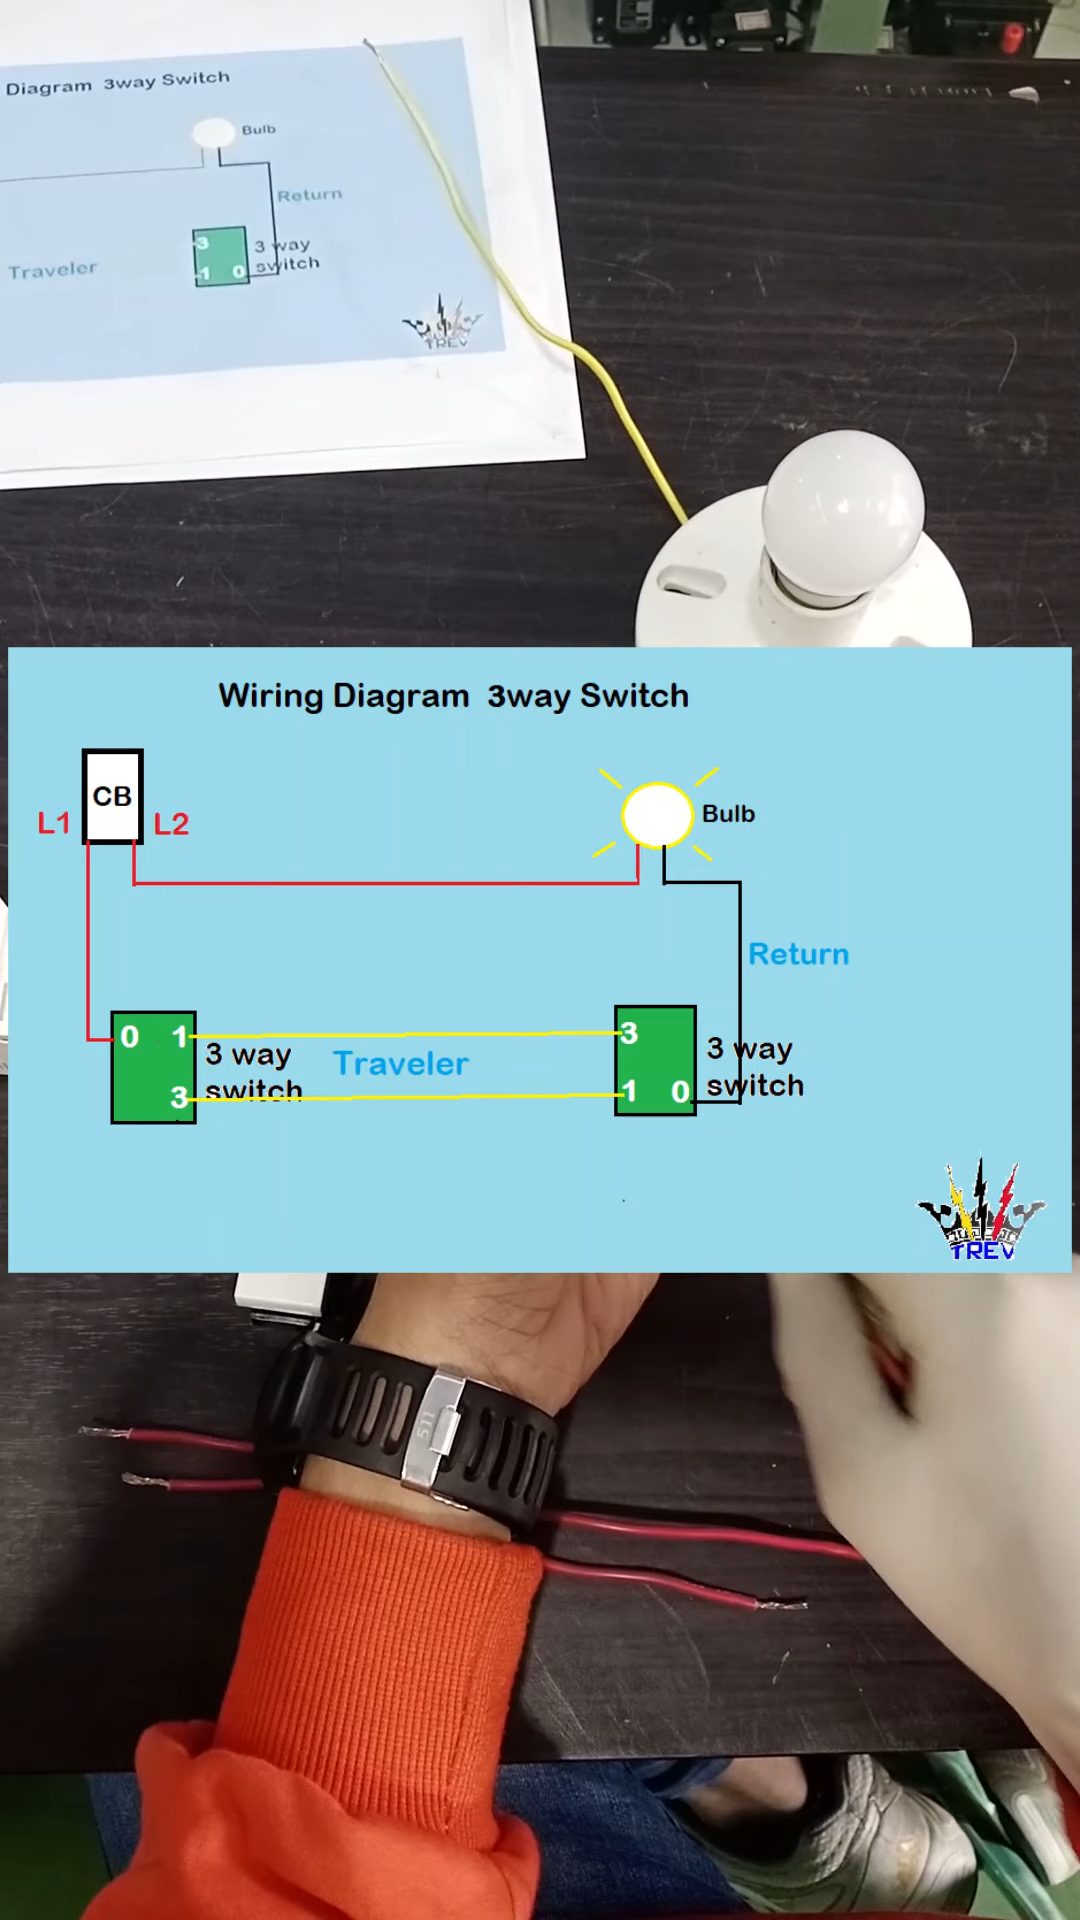 Diagram 3way Switch
Bulb
Return
3
3 way
switch
Traveler
1 0
TREV
Wiring Diagram 3way Switch
CB
L1
L2
Bulb
Return
0 1
3 way
switch
3
Traveler
3
1 0
3 way
switch
TREV
511